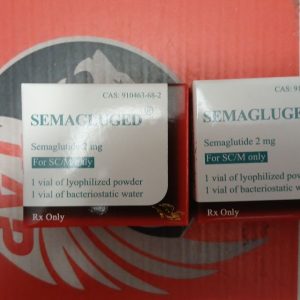 CAS: 910463-68-2
SEMAGLUGED®
Semaglutide 2 mg
For SC/M only
1 vial of lyophilized powder
1 vial of bacteriostatic water
Rx Only
CAS: 91
SEMAGLUGED
Semaglutide 2 mg
For SC/M only
1 vial of lyophilized powder
1 vial of bacteriostatic water
Rx Only